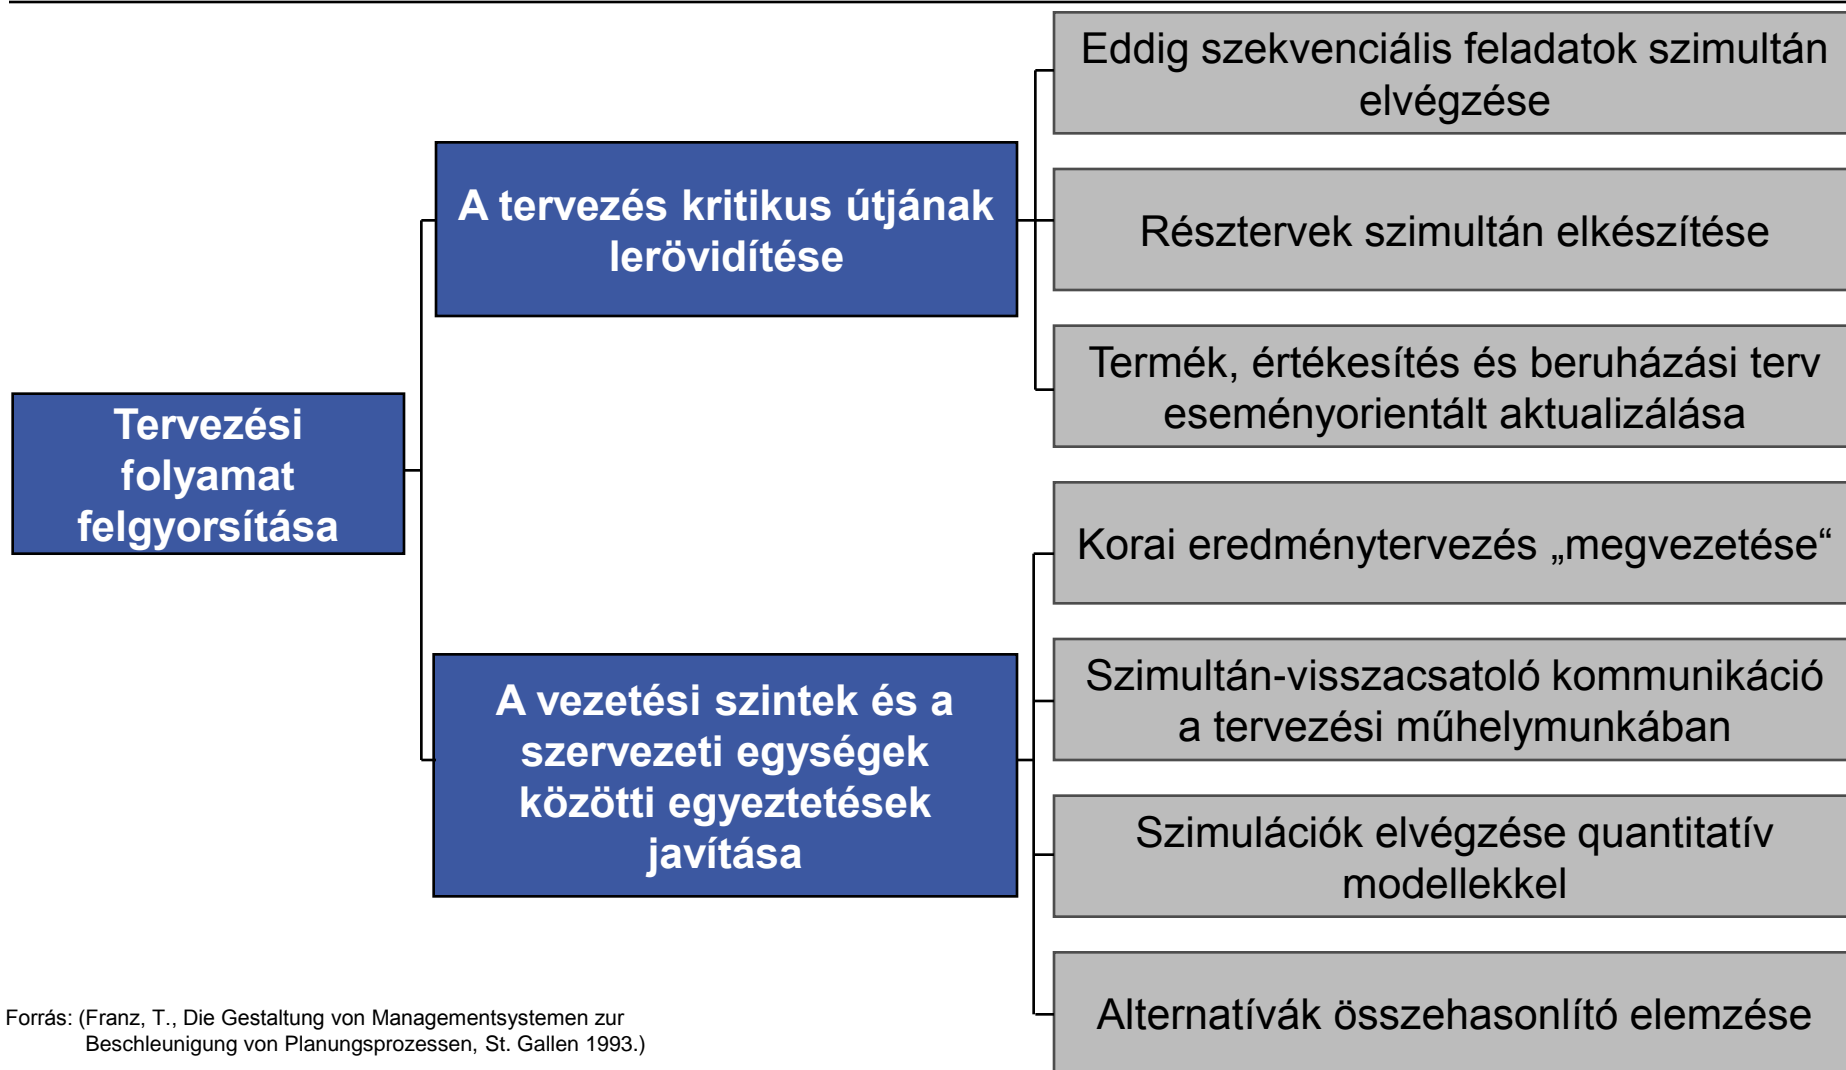 Eddig szekvenciális feladatok szimultán
elvégzése
A tervezés kritikus útjának
lerövidítése
Résztervek szimultán elkészítése
Termék, értékesítés és beruházási terv
eseményorientált aktualizálása
Tervezési
folyamat
felgyorsítása
Korai eredménytervezés „megvezetése“
A vezetési szintek és a
szervezeti egységek
közötti egyeztetések
javítása
Szimultán-visszacsatoló kommunikáció
a tervezési műhelymunkában
Szimulációk elvégzése quantitatív
modellekkel
Alternatívák összehasonlító elemzése
Forrás: (Franz, T., Die Gestaltung von Managementsystemen zur
Beschleunigung von Planungsprozessen, St. Gallen 1993.)